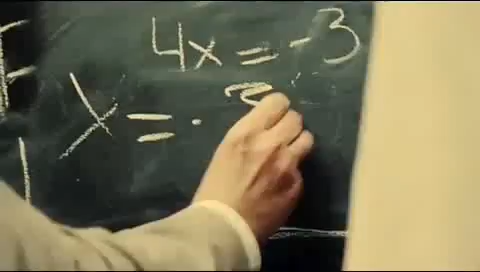 4x = -3
X = -